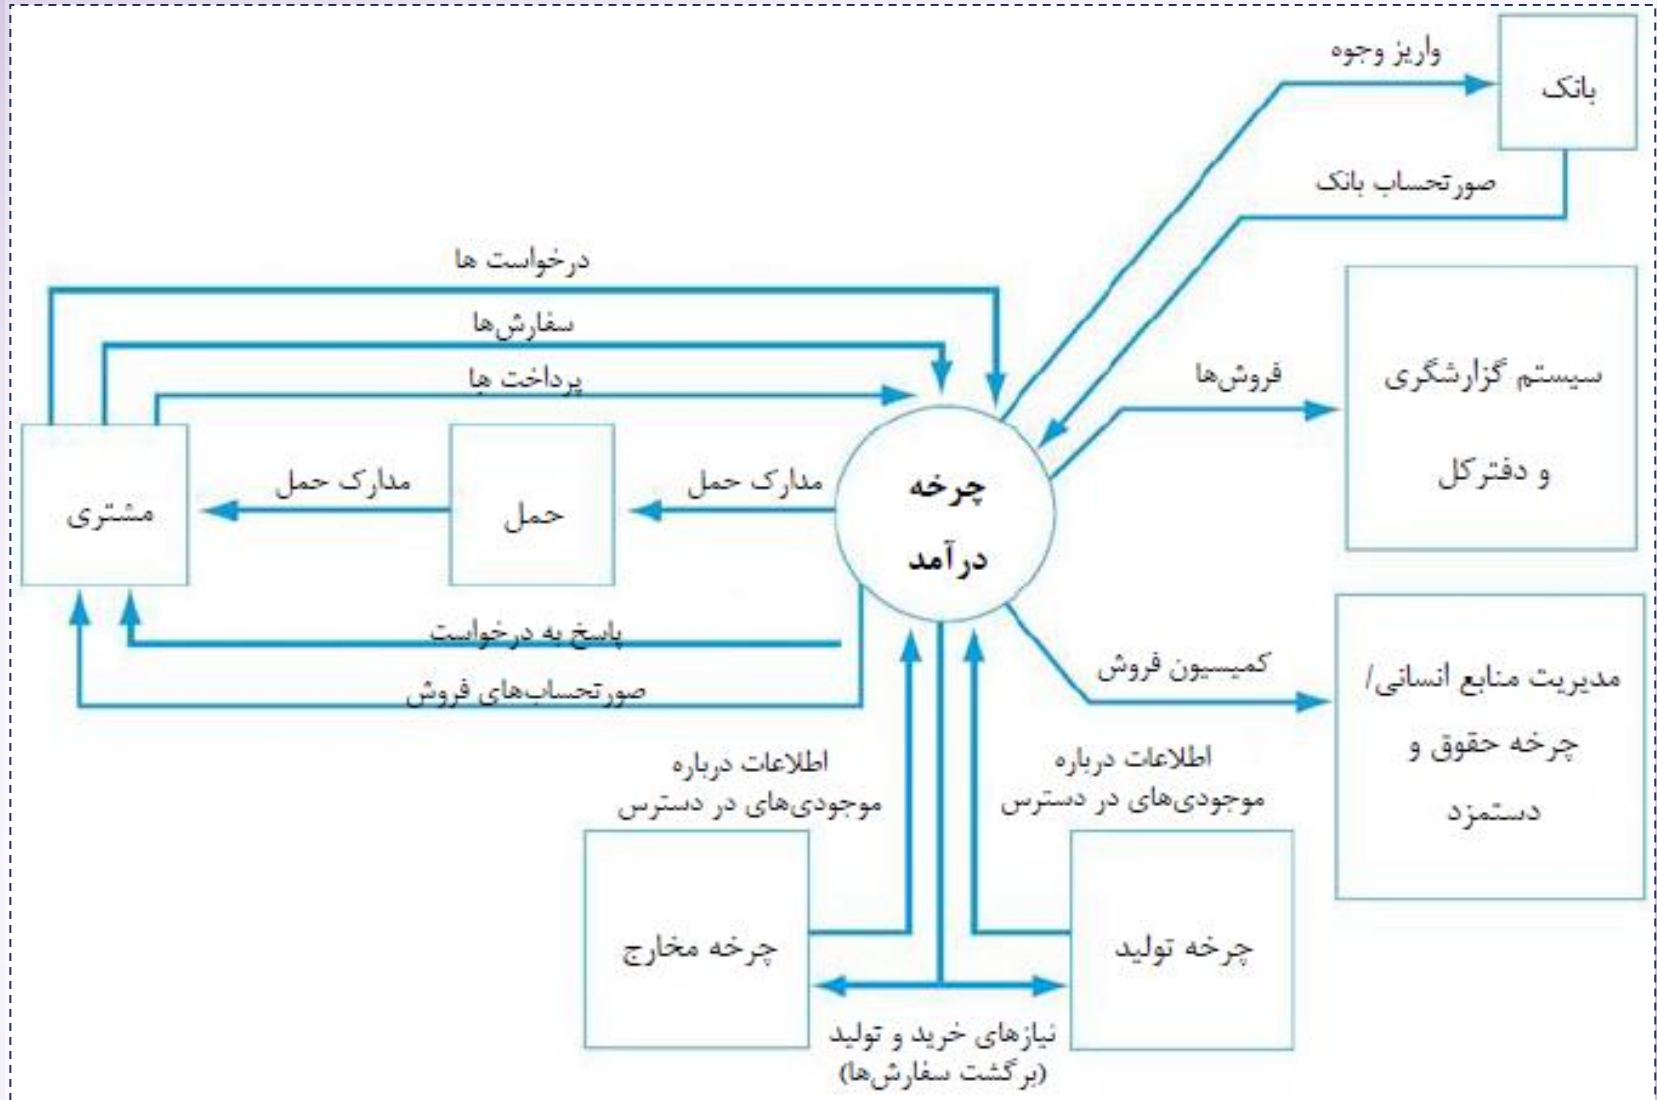 واریز وجوه
بانک
صورتحساب بانک
درخواست ها
سفارش‌ها
پرداخت ها
فروش‌ها
سیستم گزارشگری
و دفترکل
مشتری
مدارک حمل
حمل
مدارک حمل
چرخه
درآمد
پاسخ به درخواست
صورتحساب‌های فروش
کمیسیون فروش
مدیریت منابع انسانی/
چرخه حقوق و
دستمزد
اطلاعات درباره
موجودی‌های در دسترس
اطلاعات درباره
موجودی‌های در دسترس
چرخه مخارج
چرخه تولید
نیازهای خرید و تولید
(برگشت سفارش‌ها)